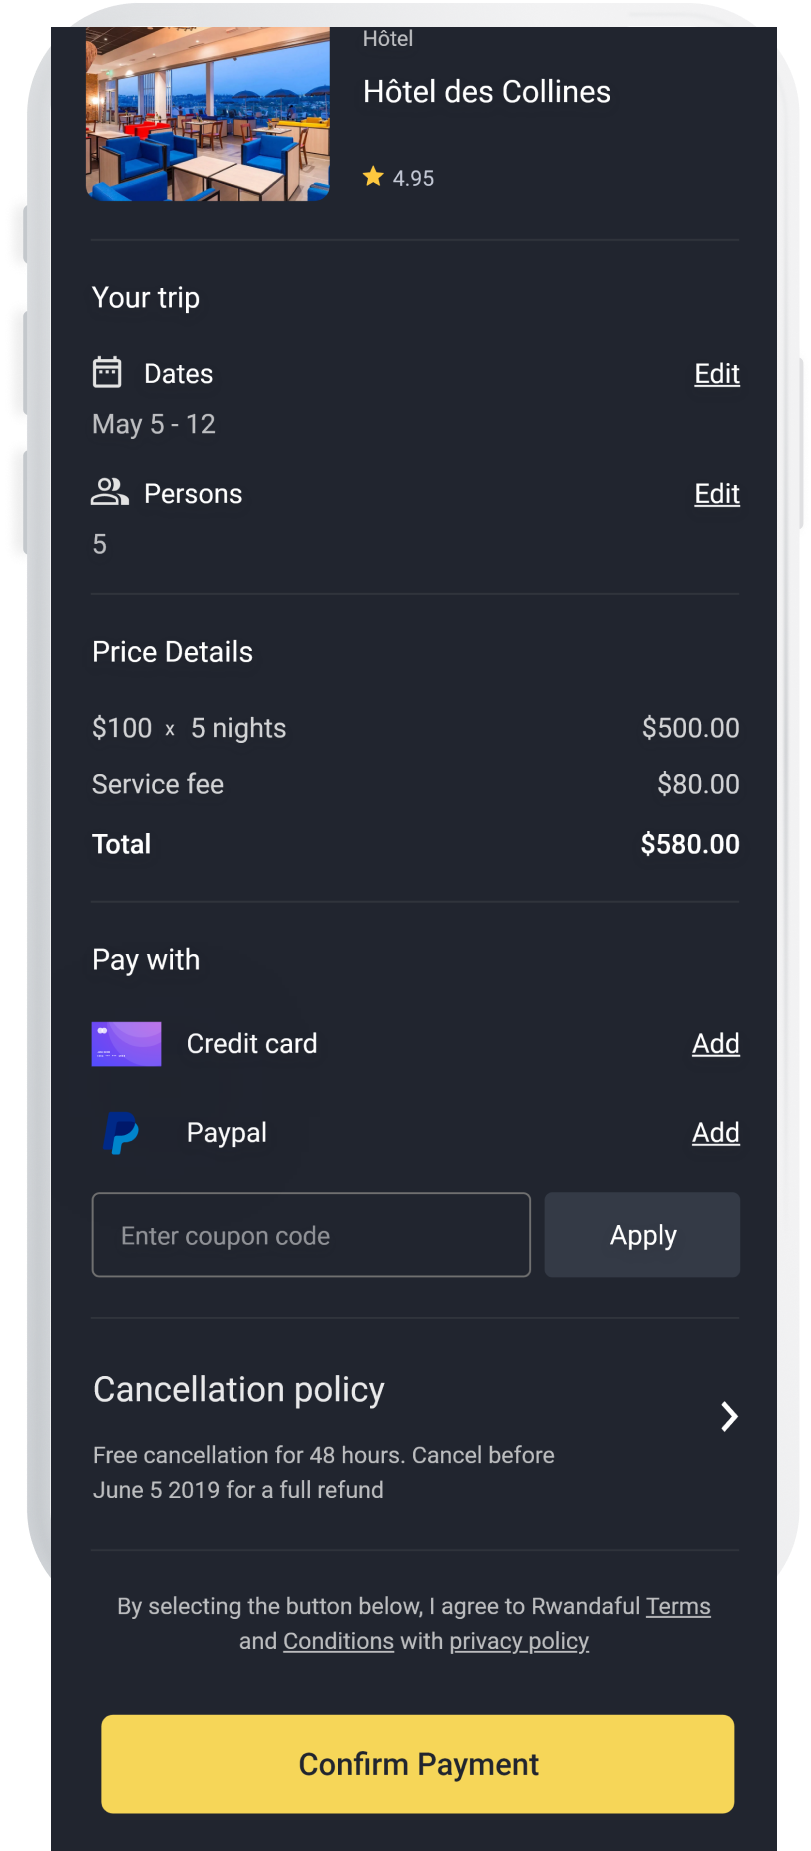 Hôtel
Hôtel des Collines
4.95
Your trip
Dates Edit
May 5 - 12
Persons Edit
5
Price Details
$100 x 5 nights $500.00
Service fee $80.00
Total $580.00
Pay with
Credit card Add
Paypal Add
Enter coupon code Apply
Cancellation policy
Free cancellation for 48 hours. Cancel before
June 5 2019 for a full refund
By selecting the button below, I agree to Rwandaful Terms
and Conditions with privacy policy
Confirm Payment